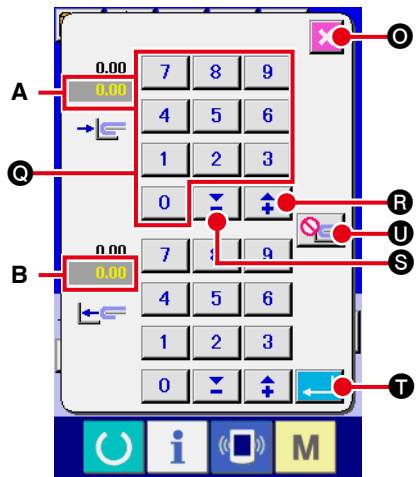 O
A 0.00 7 8 9
0.00
4 5 6
Q
1 2 3
0 − + R
U
S
0.00 7 8 9
B 0.00
4 5 6
1 2 3
0 − + T
i M